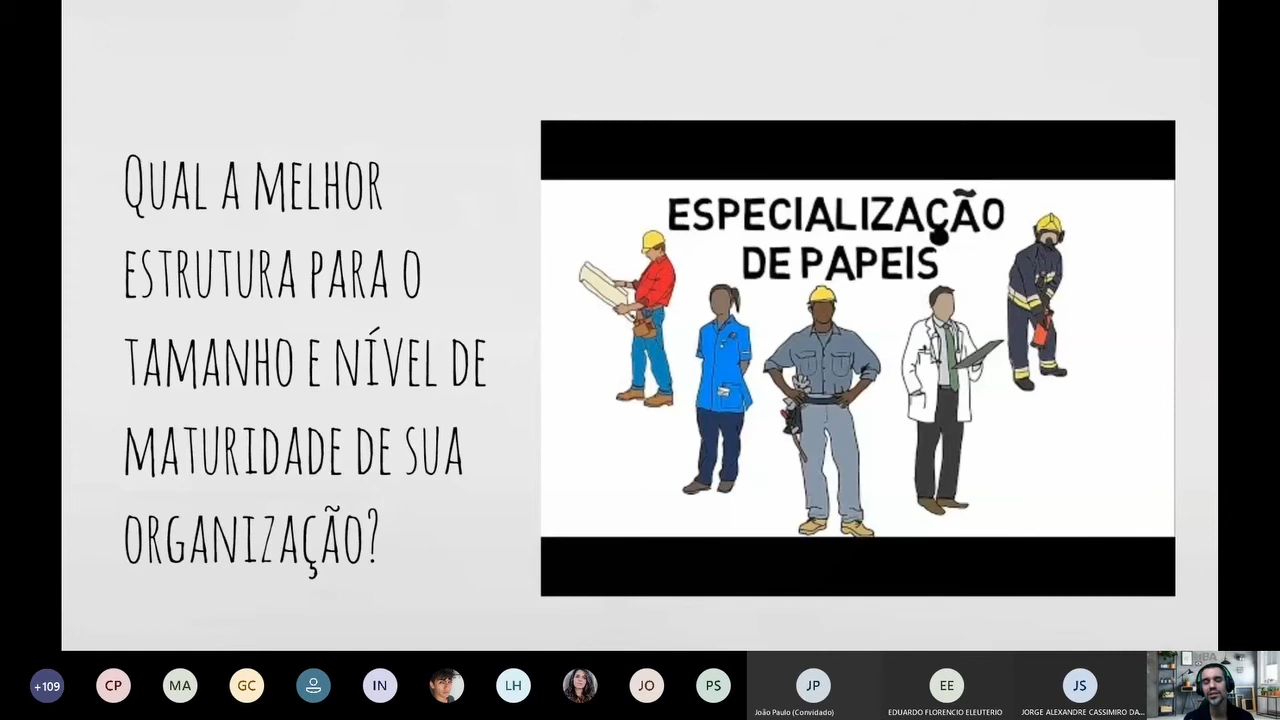 QUAL A MELHOR
ESTRUTURA PARA O
TAMANHO E NÍVEL DE
MATURIDADE DE SUA
ORGANIZAÇÃO?
ESPECIALIZAÇÃO
DE PAPEIS
+109
CP
MA
GC
IN
LH
JO
PS
JP
João Paulo (Convidado)
EE
EDUARDO FLORENCIO ELEUTERIO
JS
JORGE ALEXANDRE CASSIMIRO DA...